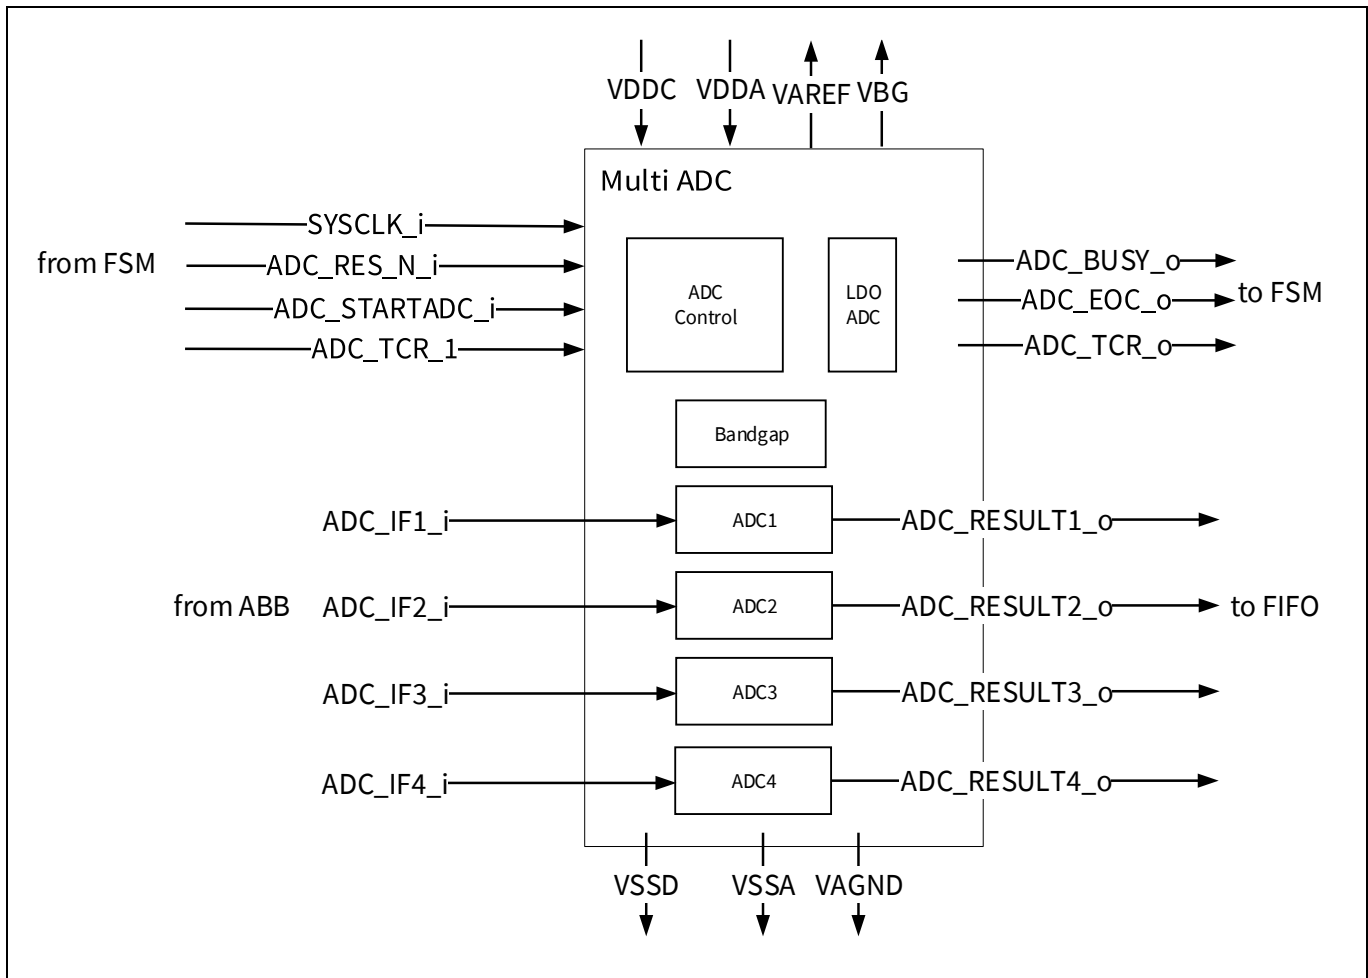 VDDC VDDA VAREF VBG
Multi ADC
SYSCLK_i
from FSM ADC_RES_N_i
ADC_STARTADC_i
ADC_TCR_1
ADC
Control
LDO
ADC
ADC_BUSY_o
ADC_EOC_o to FSM
ADC_TCR_o
Bandgap
ADC_IF1_i ADC1 ADC_RESULT1_o
from ABB ADC_IF2_i ADC2 ADC_RESULT2_o to FIFO
ADC_IF3_i ADC3 ADC_RESULT3_o
ADC_IF4_i ADC4 ADC_RESULT4_o
VSSD VSSA VAGND